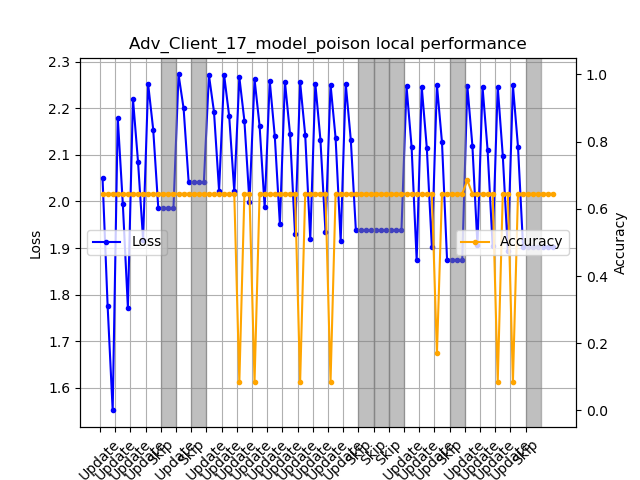 Adv_Client_17_model_poison local performance
2.3
2.2
2.1
2.0
1.9
1.8
1.7
1.6
Loss
Loss
Accuracy
1.0
0.8
0.6
0.4
0.2
0.0
Accuracy
Update
Update
Update
Update
Skip
Update
Skip
Update
Update
Update
Update
Update
Update
Update
Update
Update
Update
Skip
Skip
Skip
Update
Update
Update
Skip
Update
Update
Update
Update
Skip